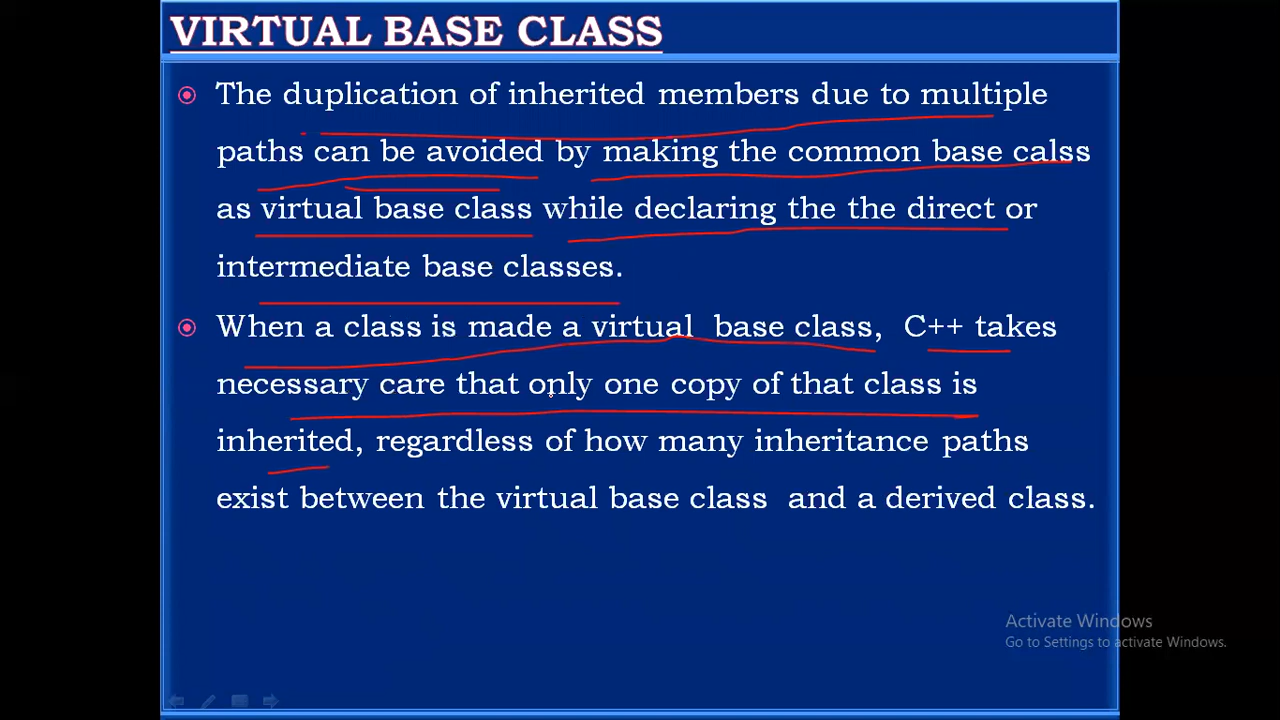 VIRTUAL BASE CLASS
The duplication of inherited members due to multiple
paths can be avoided by making the common base calss
as virtual base class while declaring the the direct or
intermediate base classes.
When a class is made a virtual base class, C++ takes
necessary care that only one copy of that class is
inherited, regardless of how many inheritance paths
exist between the virtual base class and a derived class.
Activate Windows
Go to Settings to activate Windows.